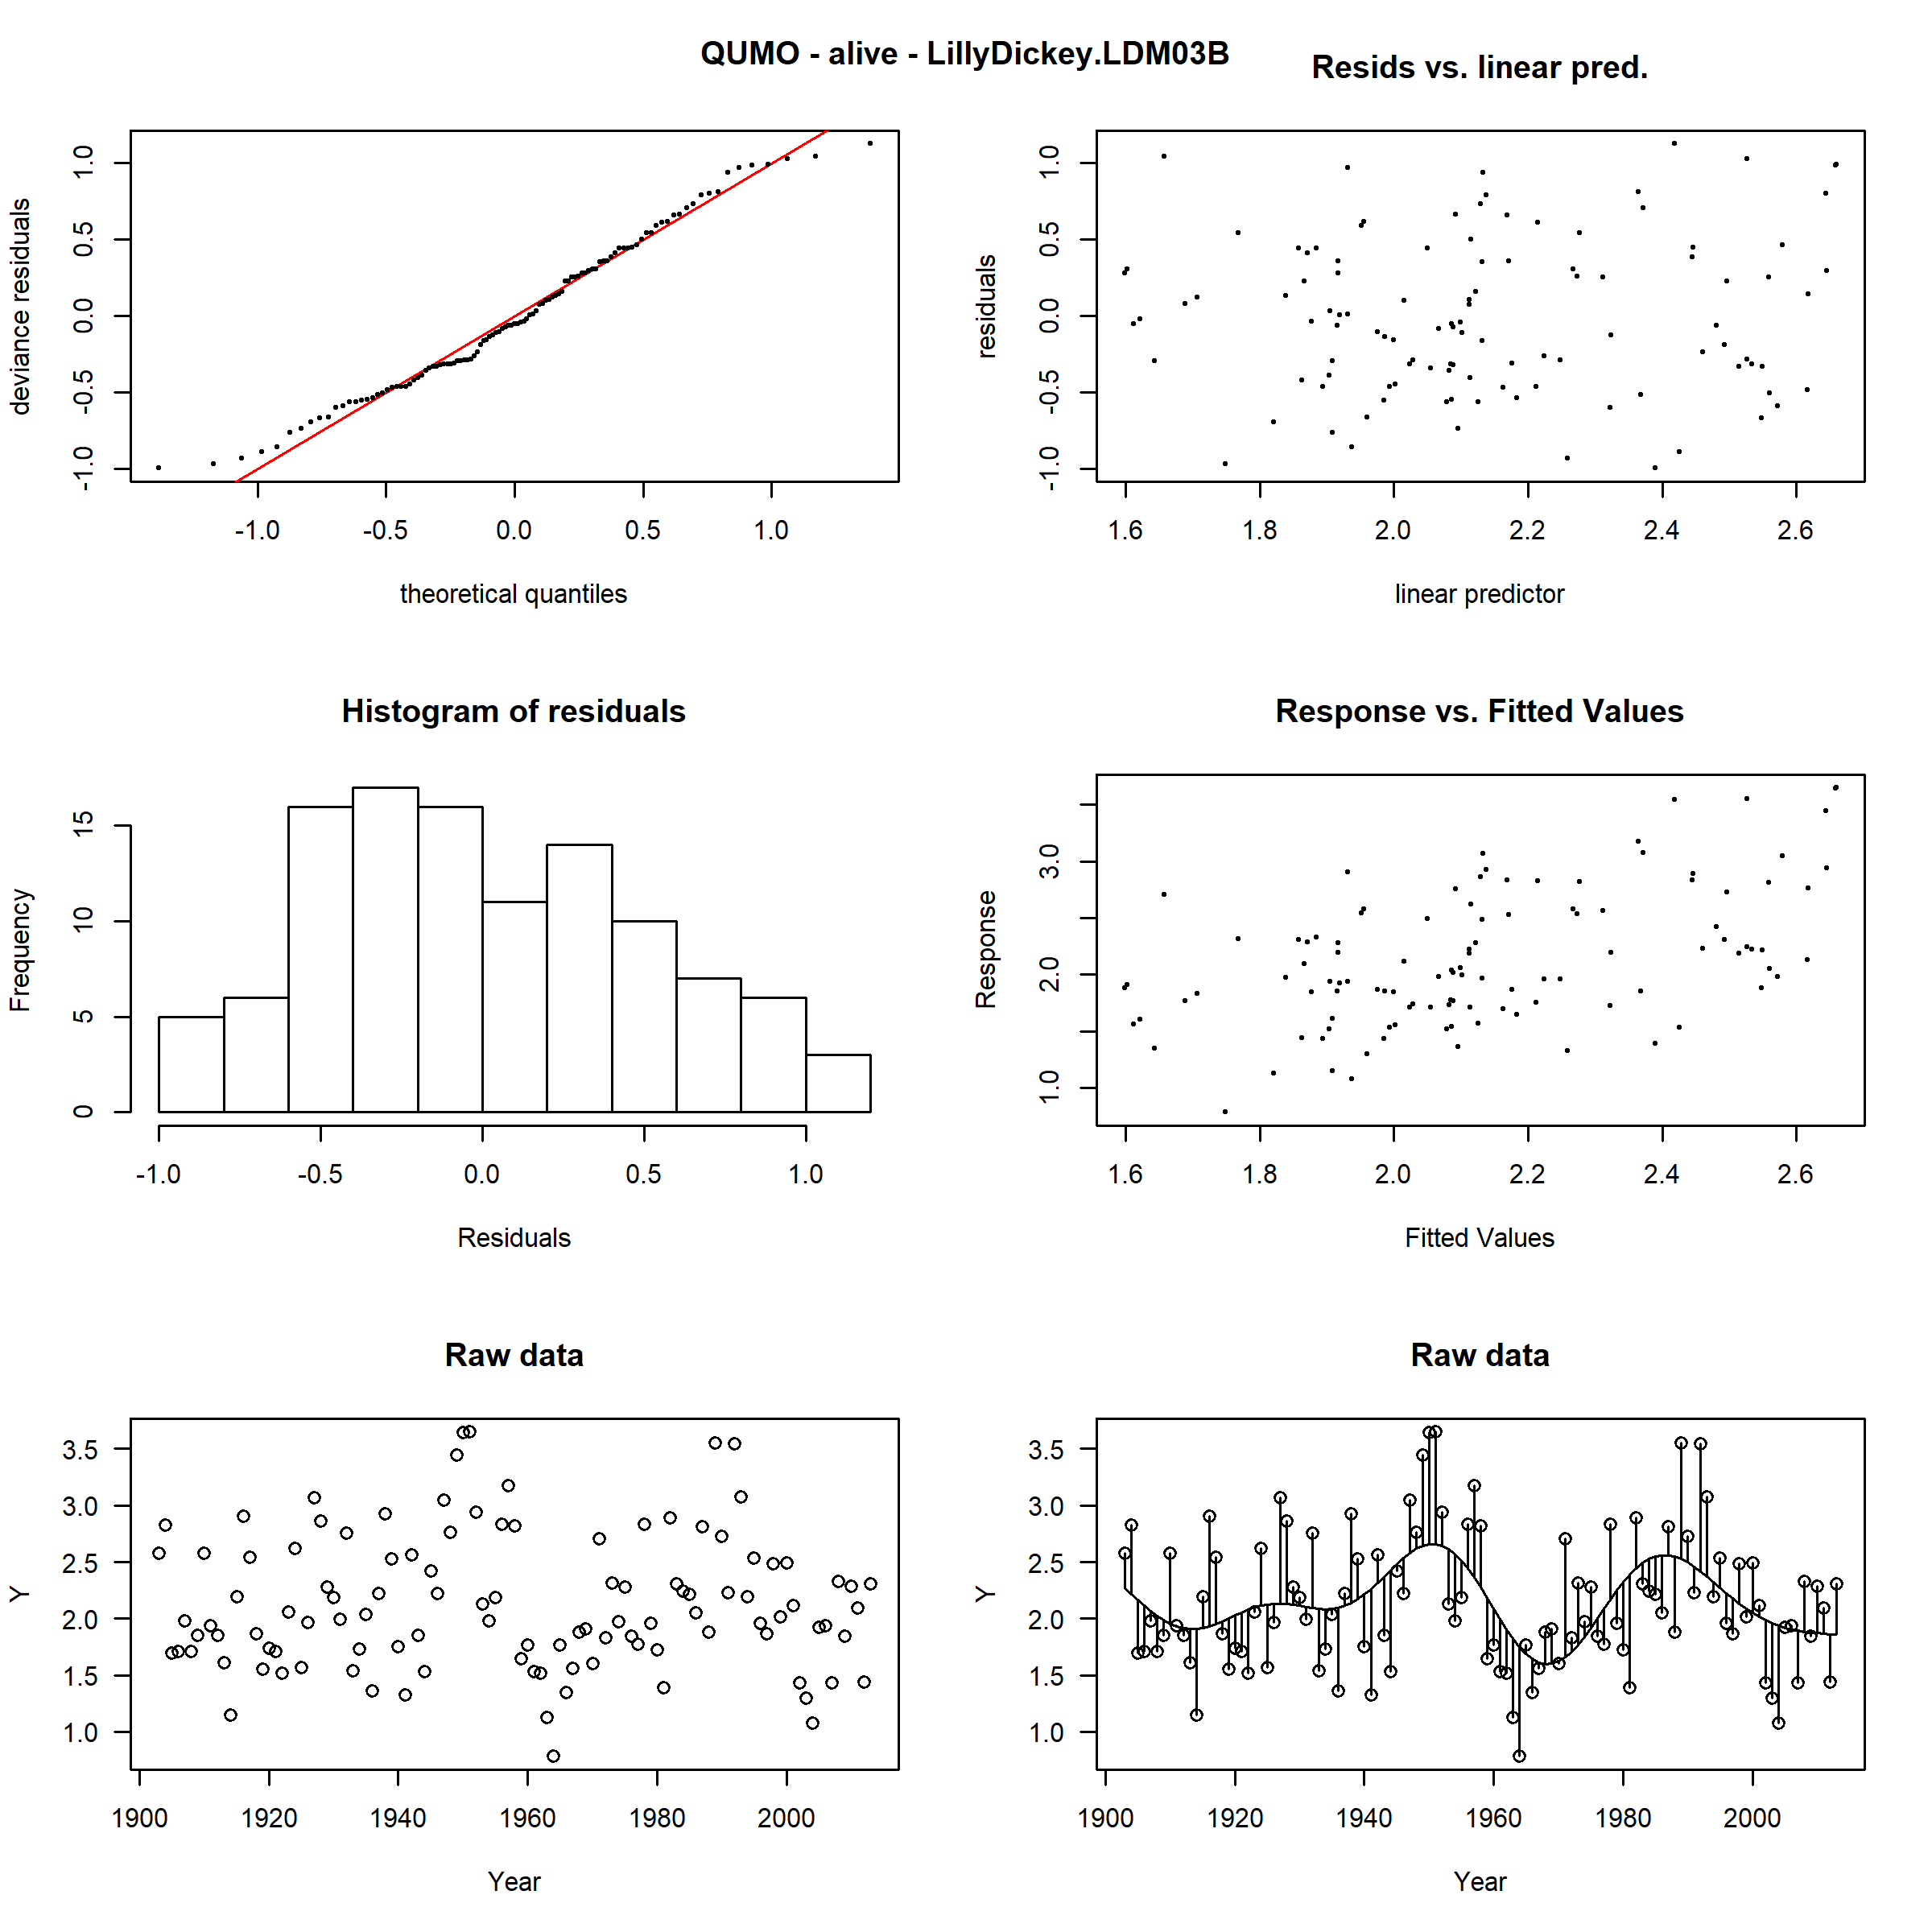 QUMO - alive - LillyDickey.LDM03B
Resids vs. linear pred.
deviance residuals
-1.0 -0.5 0.0 0.5 1.0
-1.0 -0.5 0.0 0.5 1.0
theoretical quantiles
residuals
-1.0 -0.5 0.0 0.5 1.0
1.6 1.8 2.0 2.2 2.4 2.6
linear predictor
Histogram of residuals
Frequency
0 5 10 15
-1.0 -0.5 0.0 0.5 1.0
Residuals
Response vs. Fitted Values
Response
1.0 2.0 3.0
1.6 1.8 2.0 2.2 2.4 2.6
Fitted Values
Raw data
Y
3.5
3.0
2.5
2.0
1.5
1.0
1900 1920 1940 1960 1980 2000
Year
Raw data
Y
3.5
3.0
2.5
2.0
1.5
1.0
1900 1920 1940 1960 1980 2000
Year